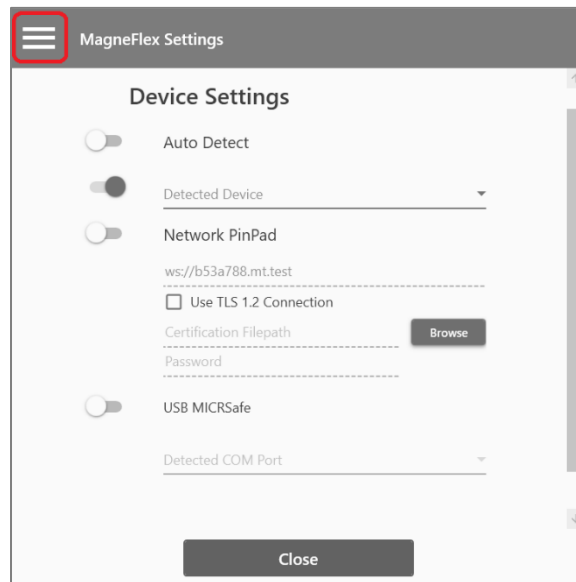 MagneFlex Settings
Device Settings
Auto Detect
Detected Device
Network PinPad
ws://b53a788.mt.test
Use TLS 1.2 Connection
Certification Filepath
Browse
Password
USB MICRSafe
Detected COM Port
Close